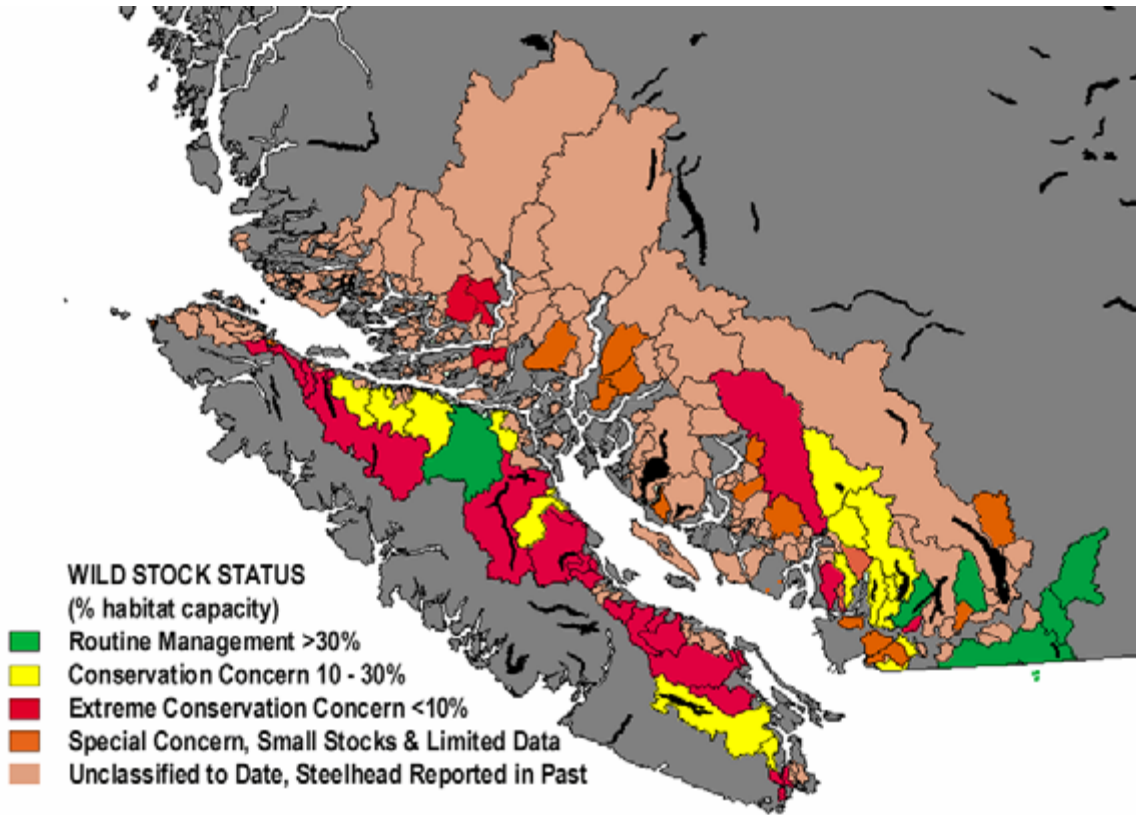 WILD STOCK STATUS
(% habitat capacity)
Routine Management >30%
Conservation Concern 10 - 30%
Extreme Conservation Concern <10%
Special Concern, Small Stocks & Limited Data
Unclassified to Date, Steelhead Reported in Past